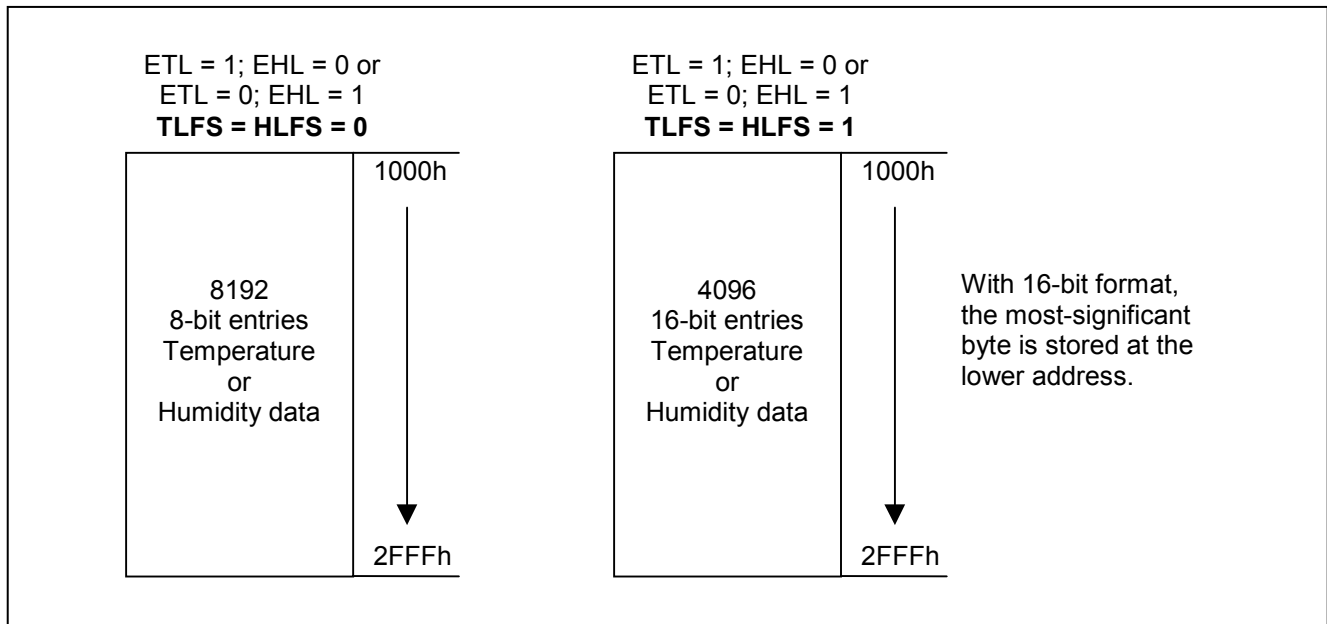 ETL = 1; EHL = 0 or
ETL = 0; EHL = 1
TLFS = HLFS = 0
1000h
8192
8-bit entries
Temperature
or
Humidity data
2FFFh
ETL = 1; EHL = 0 or
ETL = 0; EHL = 1
TLFS = HLFS = 1
1000h
4096
16-bit entries
Temperature
or
Humidity data
2FFFh
With 16-bit format,
the most-significant
byte is stored at the
lower address.